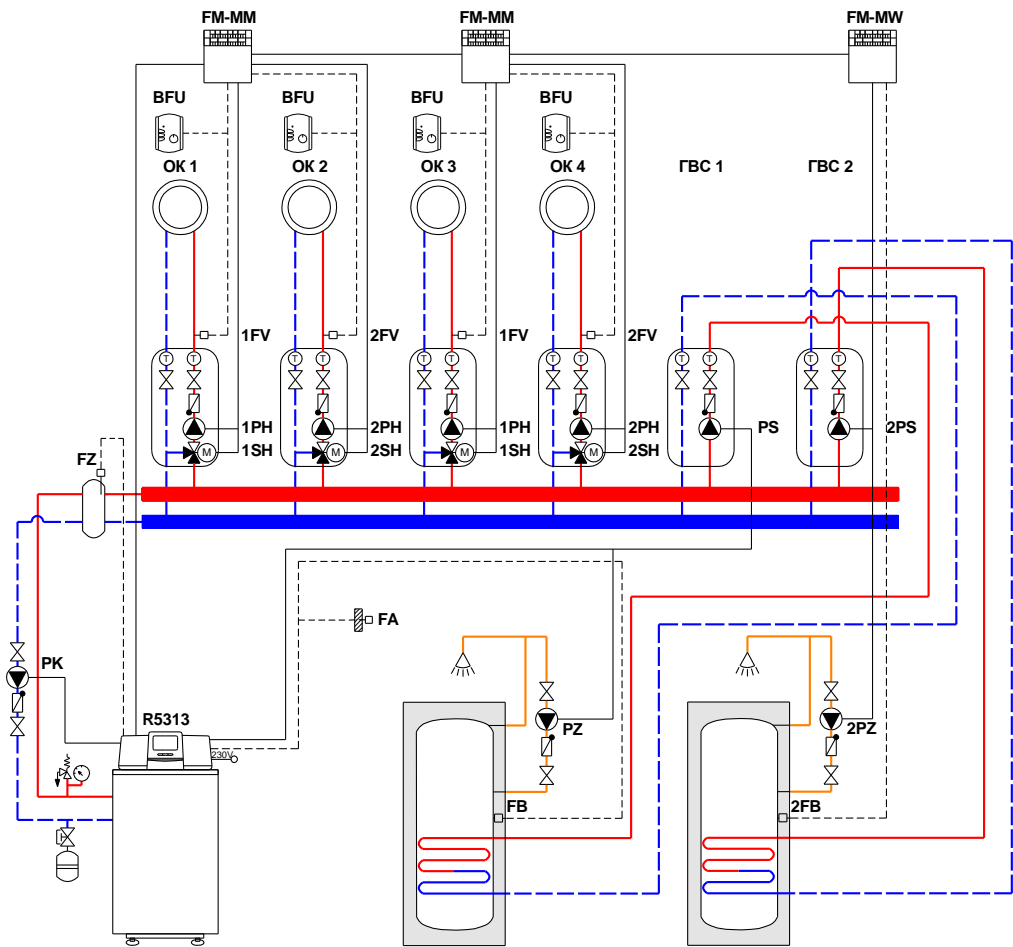 FM-MM FM-MM FM-MW
BFU BFU BFU BFU
ОК 1 ОК 2 ОК 3 ОК 4 ГВС 1 ГВС 2
1FV 2FV 1FV 2FV
T T T T T T T T T T T T
1PH 2PH 1PH 2PH PS 2PS
M 1SH M 2SH M 1SH M 2SH
FZ
FA
PK
R5313
230V
PZ 2PZ
FB 2FB